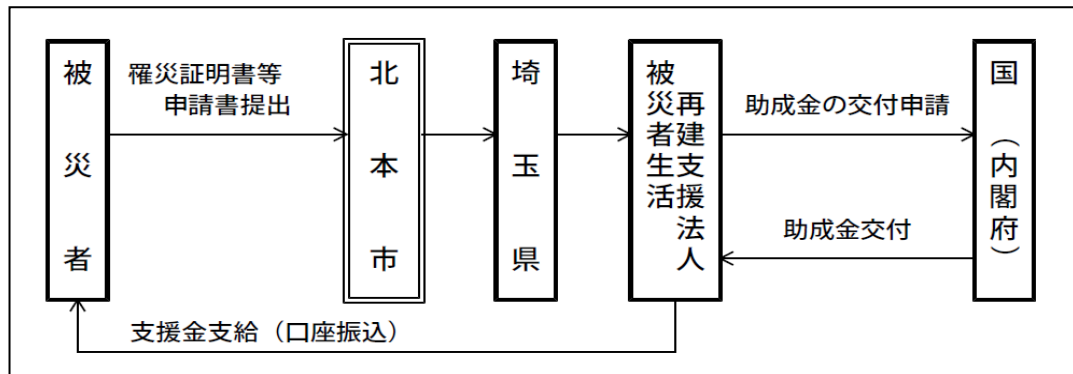 被災者
罹災証明書等
申請書提出
北本市
埼玉県
被災者生活
再建支援法人
助成金の交付申請
助成金交付
国（内閣府）
支援金支給（口座振込）